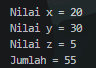 Nilai x = 20
Nilai y = 30
Nilai z = 5
Jumlah = 55